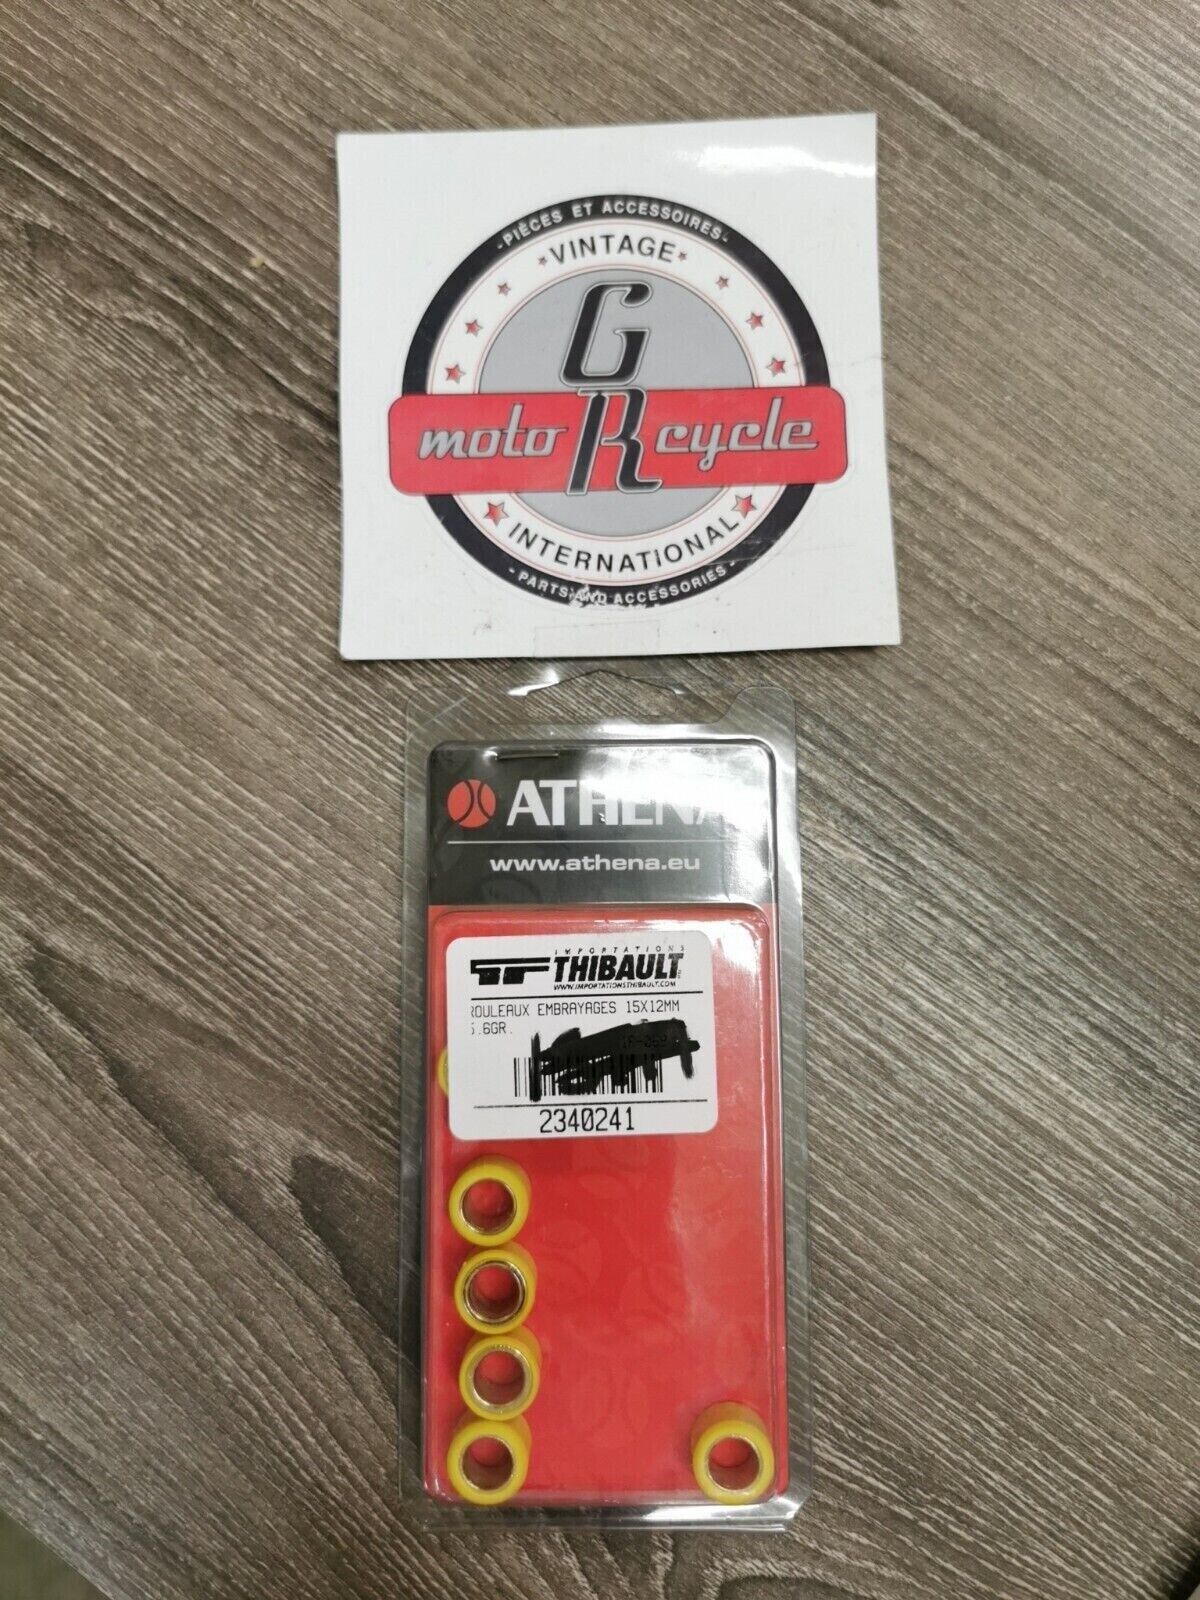 -PIÈCES ET ACCESSOIRES-
VINTAGE
G
moto R cycle
INTERNATIONAL
- PARTS AND ACCESSORIES -
ATHENA
www.athena.eu
IMPORTATIONS
THIBAULT
WWW.IMPORTATIONSTHIBAULT.COM
ROULEAUX EMBRAYAGES 15X12MM
.6GR.
2340241